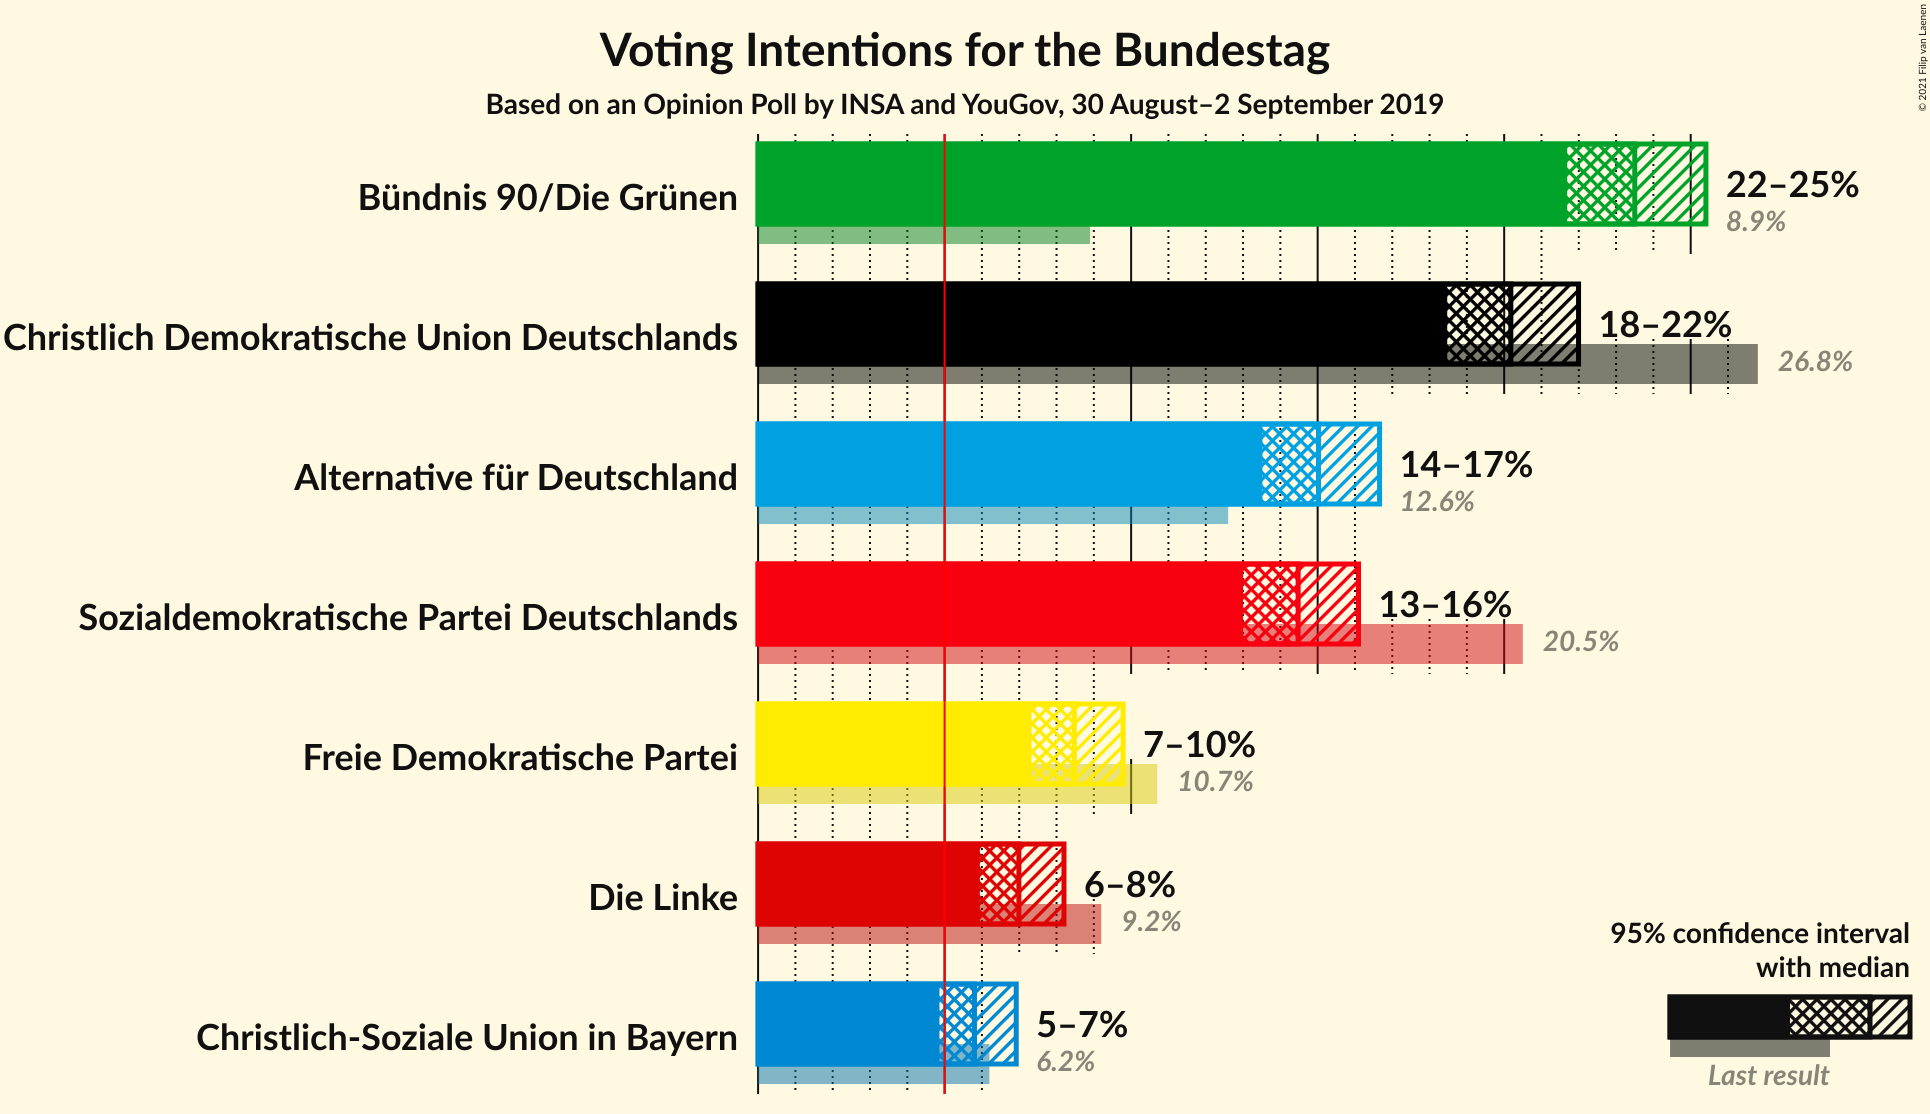 Voting Intentions for the Bundestag
Based on an Opinion Poll by INSA and YouGov, 30 August–2 September 2019
© 2021 Filip van Laenen
Bündnis 90/Die Grünen
22–25%
8.9%
Christlich Demokratische Union Deutschlands
18–22%
26.8%
Alternative für Deutschland
14–17%
12.6%
Sozialdemokratische Partei Deutschlands
13–16%
20.5%
Freie Demokratische Partei
7–10%
10.7%
Die Linke
6–8%
9.2%
Christlich-Soziale Union in Bayern
5–7%
6.2%
95% confidence interval
with median
Last result